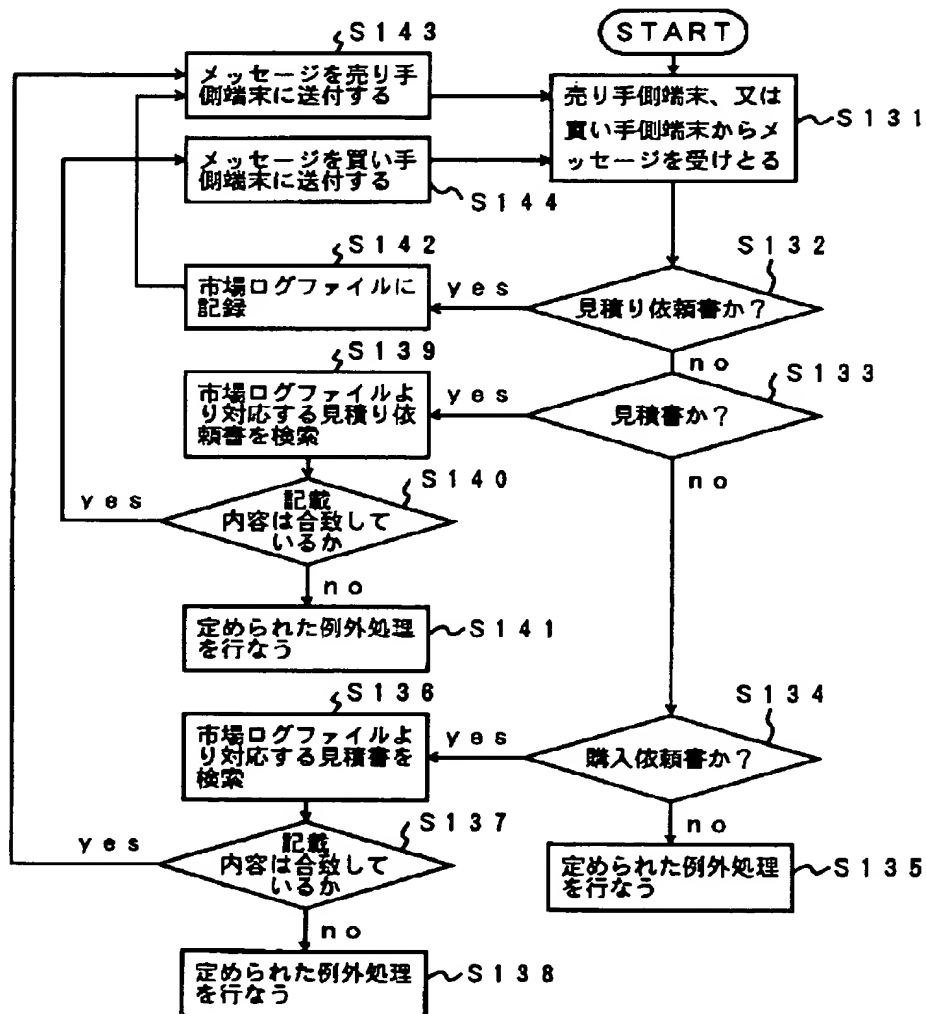 START
S143
メッセージを売り手
側端末に送付する
売り手側端末、又は
買い手側端末からメ
ッセージを受けとる
S131
メッセージを買い手
側端末に送付する
S144
S142
市場ログファイルに
記録
yes
S132
見積り依頼書か?
no
S139
市場ログファイルよ
り対応する見積り依
頼書を検索
yes
S133
見積書か?
no
S140
記載
内容は合致して
いるか
yes
no
定められた例外処理
を行なう
S141
S136
市場ログファイルよ
り対応する見積書を
検索
yes
S134
購入依頼書か?
no
S137
記載
内容は合致して
いるか
yes
no
定められた例外処理
を行なう
S135
定められた例外処理
を行なう
S138